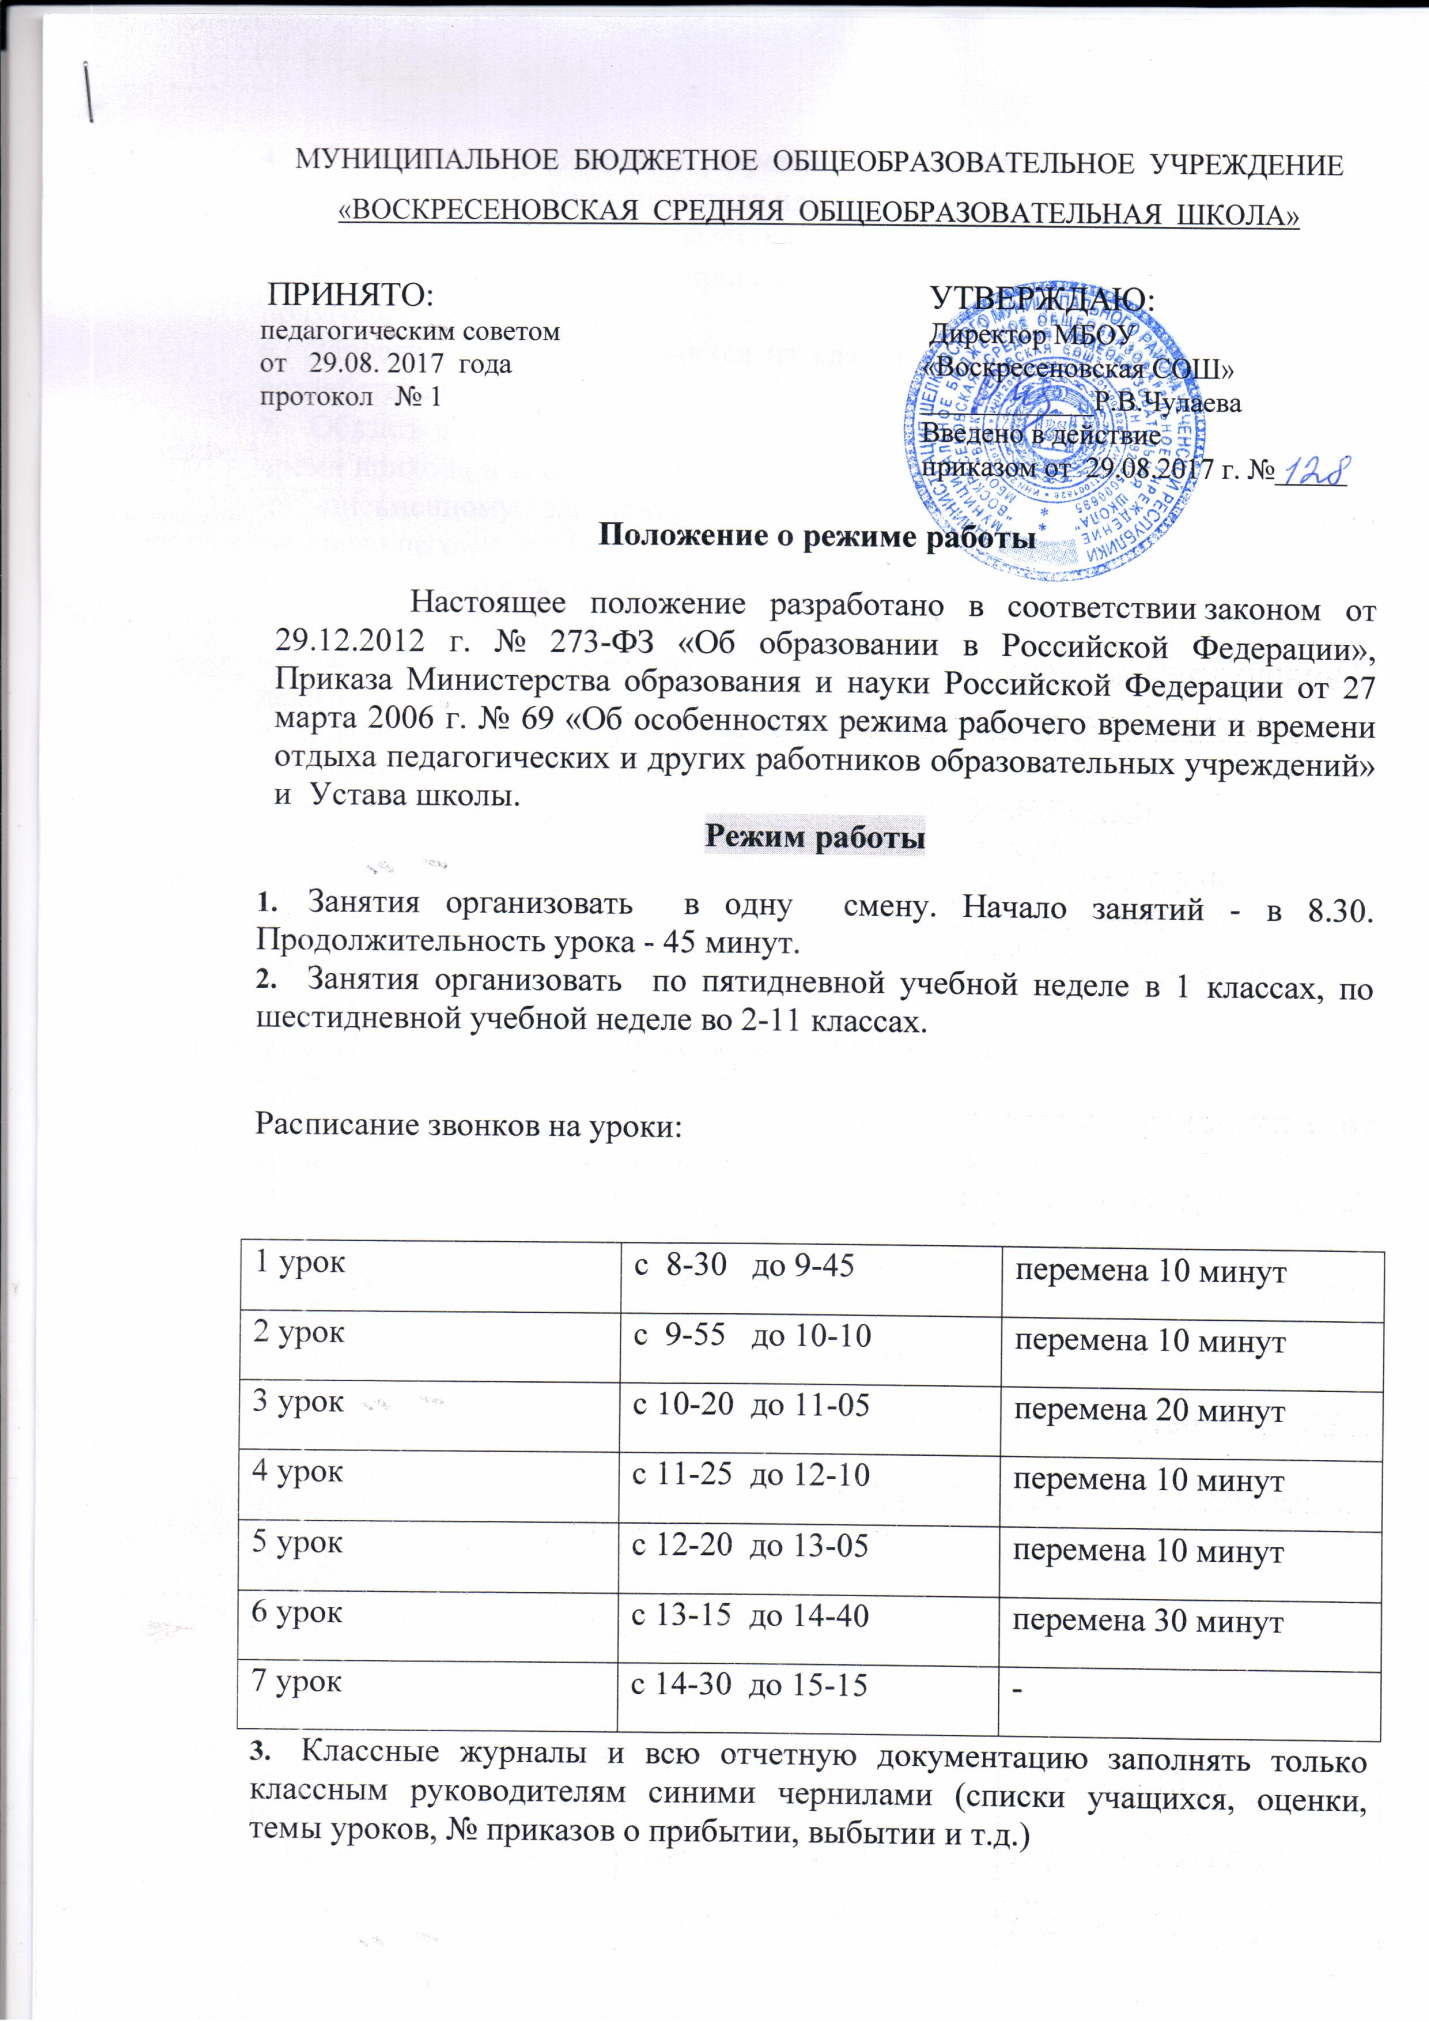 МУНИЦИПАЛЬНОЕ БЮДЖЕТНОЕ ОБЩЕОБРАЗОВАТЕЛЬНОЕ УЧРЕЖДЕНИЕ
«ВОСКРЕСЕНОВСКАЯ СРЕДНЯЯ ОБЩЕОБРАЗОВАТЕЛЬНАЯ ШКОЛА»
ПРИНЯТО:
педагогическим советом
от 29.08. 2017 года
протокол № 1
УТВЕРЖДАЮ:
Директор МБОУ
«Воскресеновская СОШ»
____________Р.В.Чулаева
Введено в действие
приказом от 29.08.2017 г. № 128
Положение о режиме работы
Настоящее положение разработано в соответствии законом от
29.12.2012 г. № 273-ФЗ «Об образовании в Российской Федерации»,
Приказа Министерства образования и науки Российской Федерации от 27
марта 2006 г. № 69 «Об особенностях режима рабочего времени и времени
отдыха педагогических и других работников образовательных учреждений»
и Устава школы.
Режим работы
1. Занятия организовать в одну смену. Начало занятий - в 8.30.
Продолжительность урока - 45 минут.
2. Занятия организовать по пятидневной учебной неделе в 1 классах, по
шестидневной учебной неделе во 2-11 классах.
Расписание звонков на уроки:
1 урок с 8-30 до 9-45 перемена 10 минут
2 урок с 9-55 до 10-10 перемена 10 минут
3 урок с 10-20 до 11-05 перемена 20 минут
4 урок с 11-25 до 12-10 перемена 10 минут
5 урок с 12-20 до 13-05 перемена 10 минут
6 урок с 13-15 до 14-40 перемена 30 минут
7 урок с 14-30 до 15-15 -
3. Классные журналы и всю отчетную документацию заполнять только
классным руководителям синими чернилами (списки учащихся, оценки,
темы уроков, № приказов о прибытии, выбытии и т.д.)